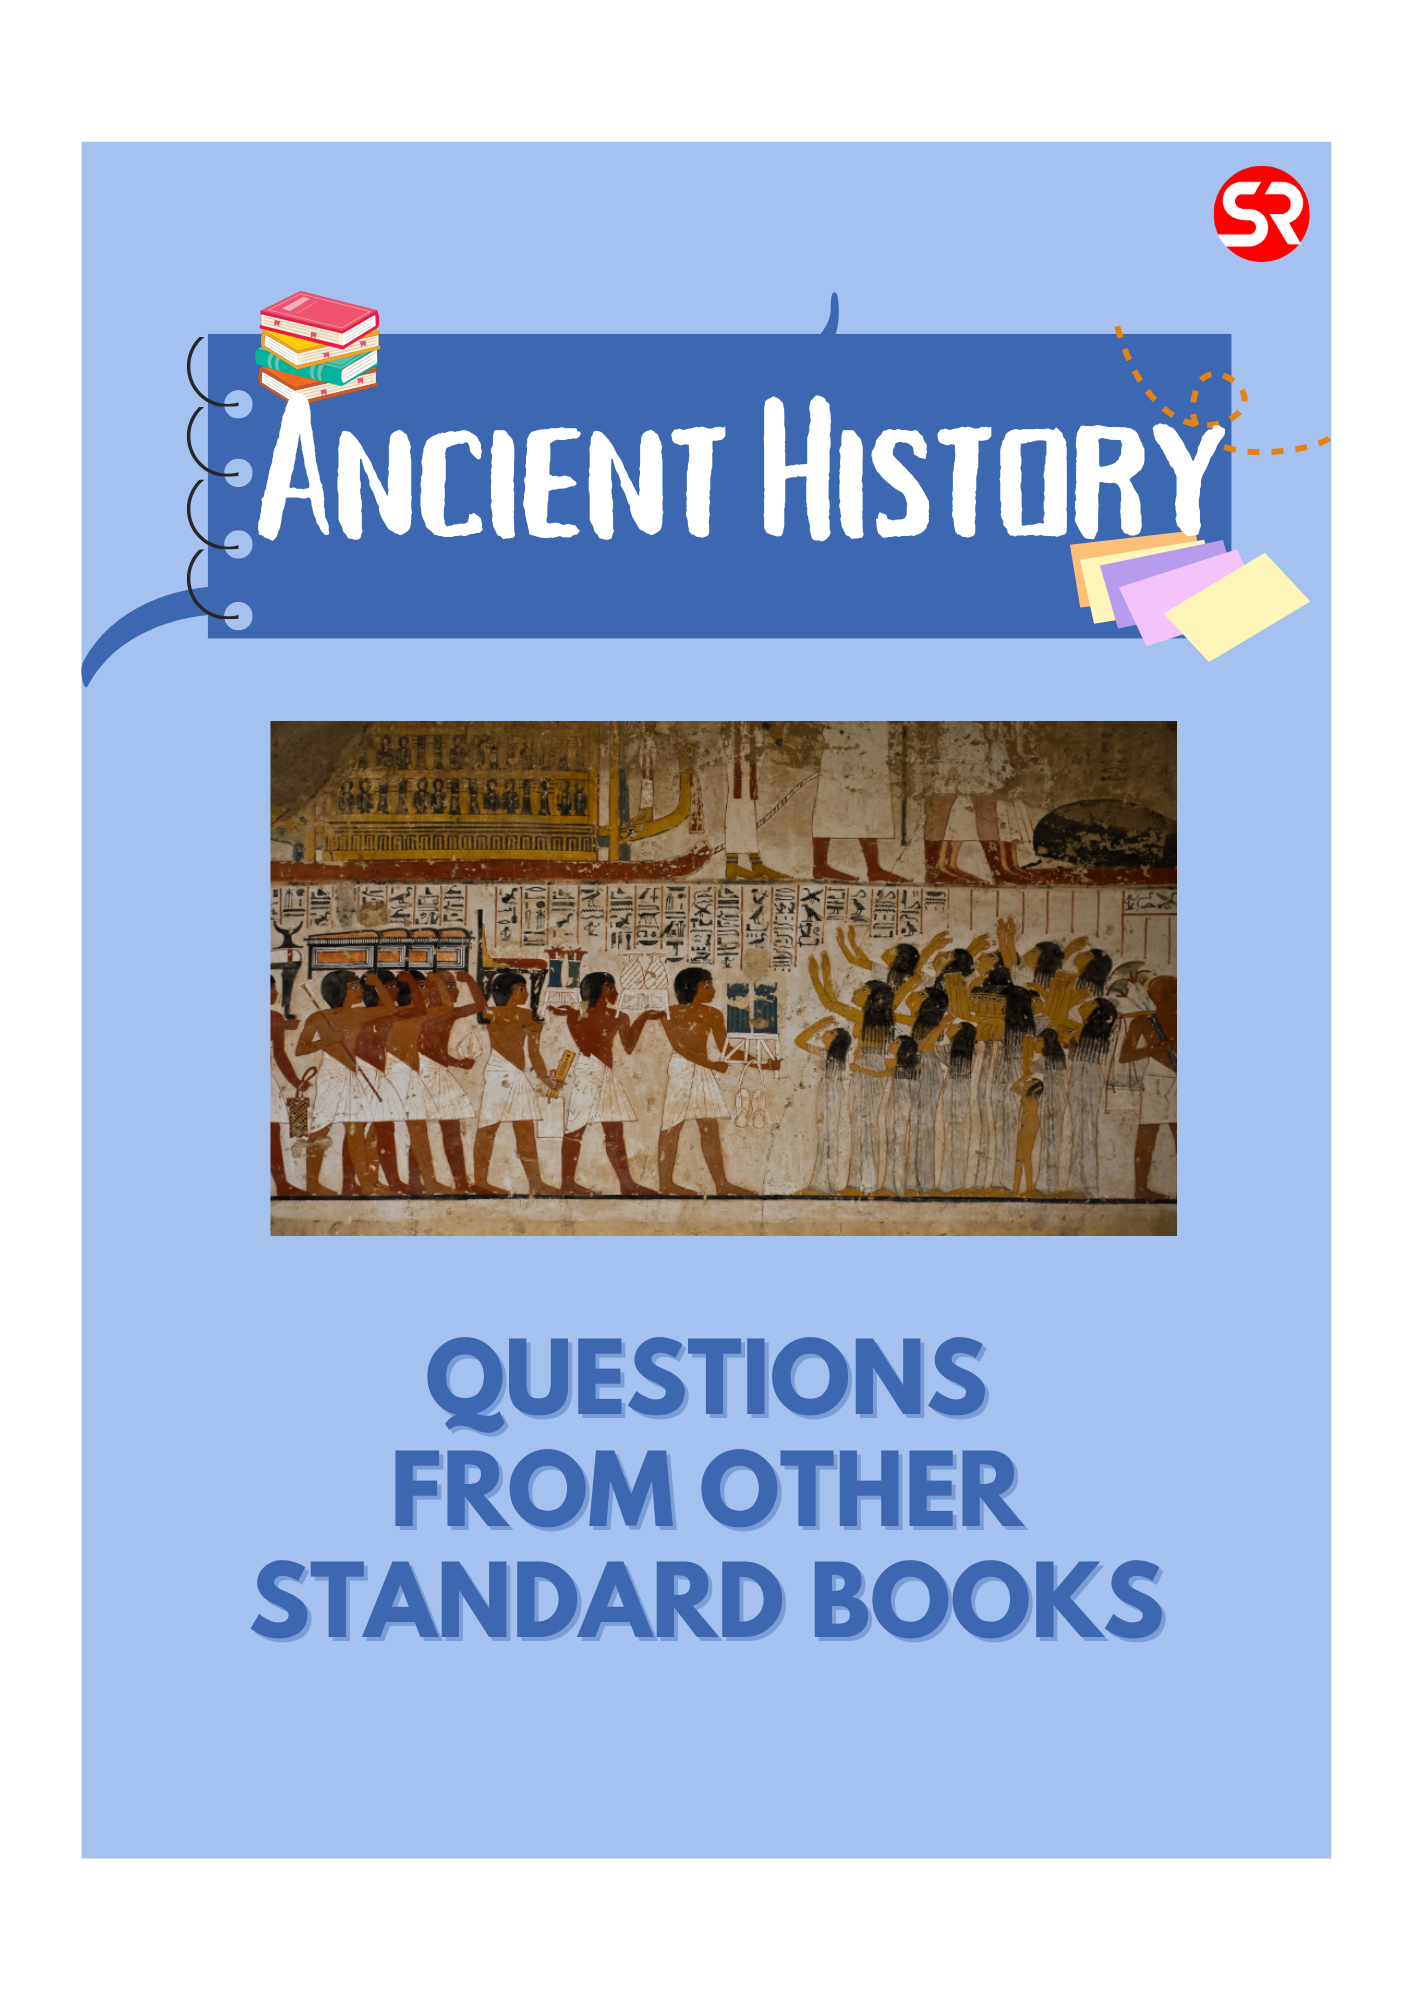 SR
ANCIENT HISTORY
QUESTIONS
FROM OTHER
STANDARD BOOKS